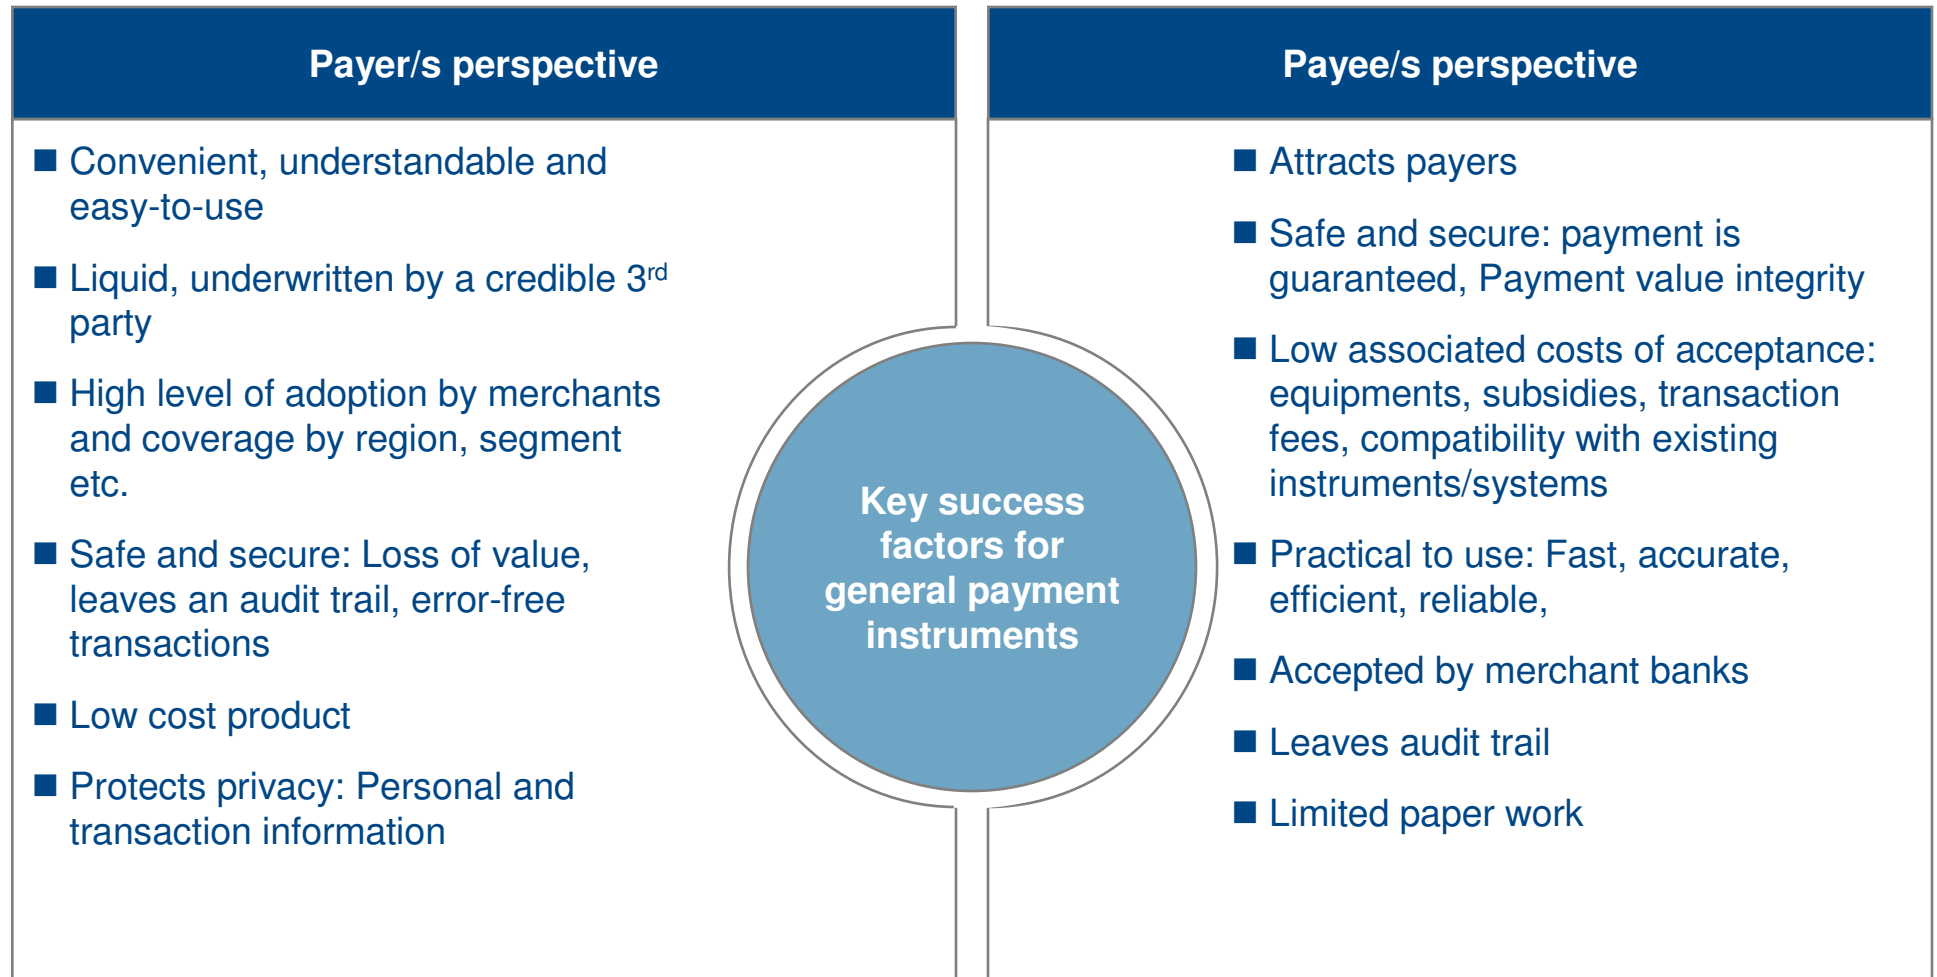 Payer/s perspective
■ Convenient, understandable and
easy-to-use
■ Liquid, underwritten by a credible 3rd
party
■ High level of adoption by merchants
and coverage by region, segment
etc.
■ Safe and secure: Loss of value,
leaves an audit trail, error-free
transactions
■ Low cost product
■ Protects privacy: Personal and
transaction information
Key success
factors for
general payment
instruments
Payee/s perspective
■ Attracts payers
■ Safe and secure: payment is
guaranteed, Payment value integrity
■ Low associated costs of acceptance:
equipments, subsidies, transaction
fees, compatibility with existing
instruments/systems
■ Practical to use: Fast, accurate,
efficient, reliable,
■ Accepted by merchant banks
■ Leaves audit trail
■ Limited paper work